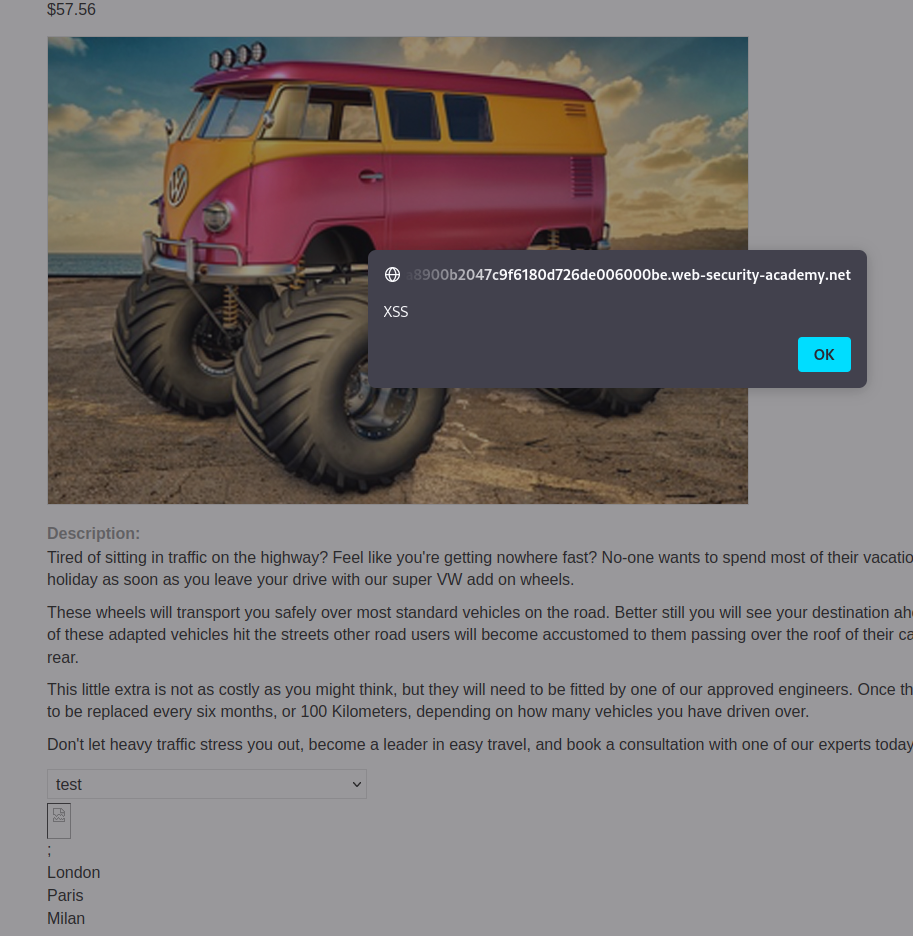 $57.56
8900b2047c9f6180d726de006000be.web-security-academy.net
XSS
OK
Description:
Tired of sitting in traffic on the highway? Feel like you're getting nowhere fast? No-one wants to spend most of their vacatio
holiday as soon as you leave your drive with our super VW add on wheels.
These wheels will transport you safely over most standard vehicles on the road. Better still you will see your destination ah
of these adapted vehicles hit the streets other road users will become accustomed to them passing over the roof of their ca
rear.
This little extra is not as costly as you might think, but they will need to be fitted by one of our approved engineers. Once th
to be replaced every six months, or 100 Kilometers, depending on how many vehicles you have driven over.
Don't let heavy traffic stress you out, become a leader in easy travel, and book a consultation with one of our experts today
test
;
London
Paris
Milan